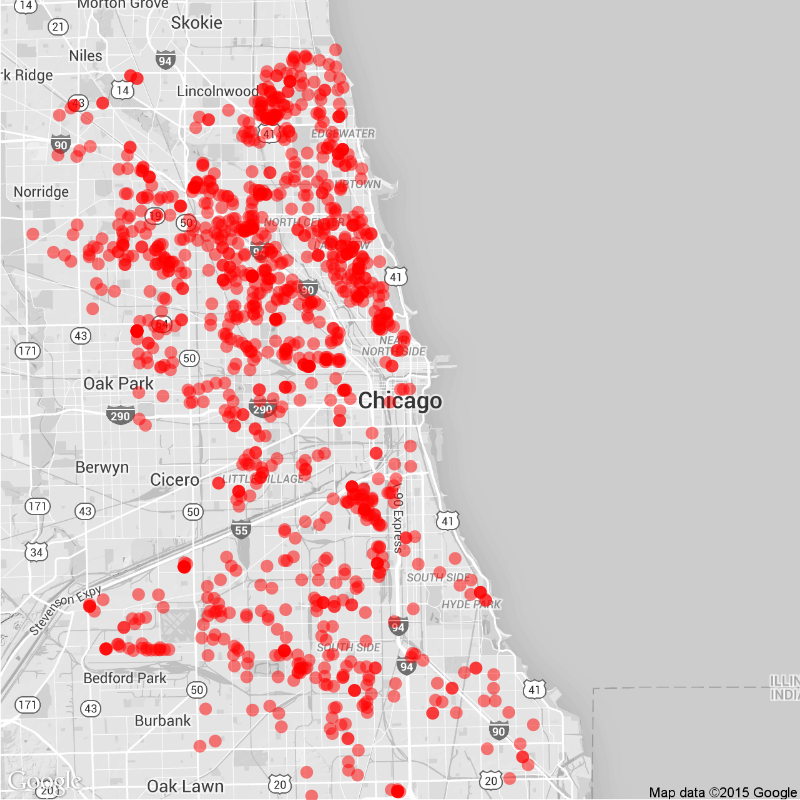 Morton Grove
14
21
Skokie
Niles
94
rk Ridge
14
Lincolnwood
43
41
EDGEWATER
90
Norridge
UPTOWN
19
50
NORTH CENTER
LAKEVIEW
90
41
64
43
NEAR
NORTH SIDE
171
50
Oak Park
Chicago
290
290
Berwyn
Cicero
LITTLE VILLAGE
171
43
50
I-90 Express
41
55
34
SOUTH SIDE
Stevenson Expy
HYDE PARK
94
SOUTH SIDE
94
Bedford Park
ILLIN
INDIA
50
41
171
43
Burbank
90
Google
20
Oak Lawn
20
20
Map data ©2015 Google